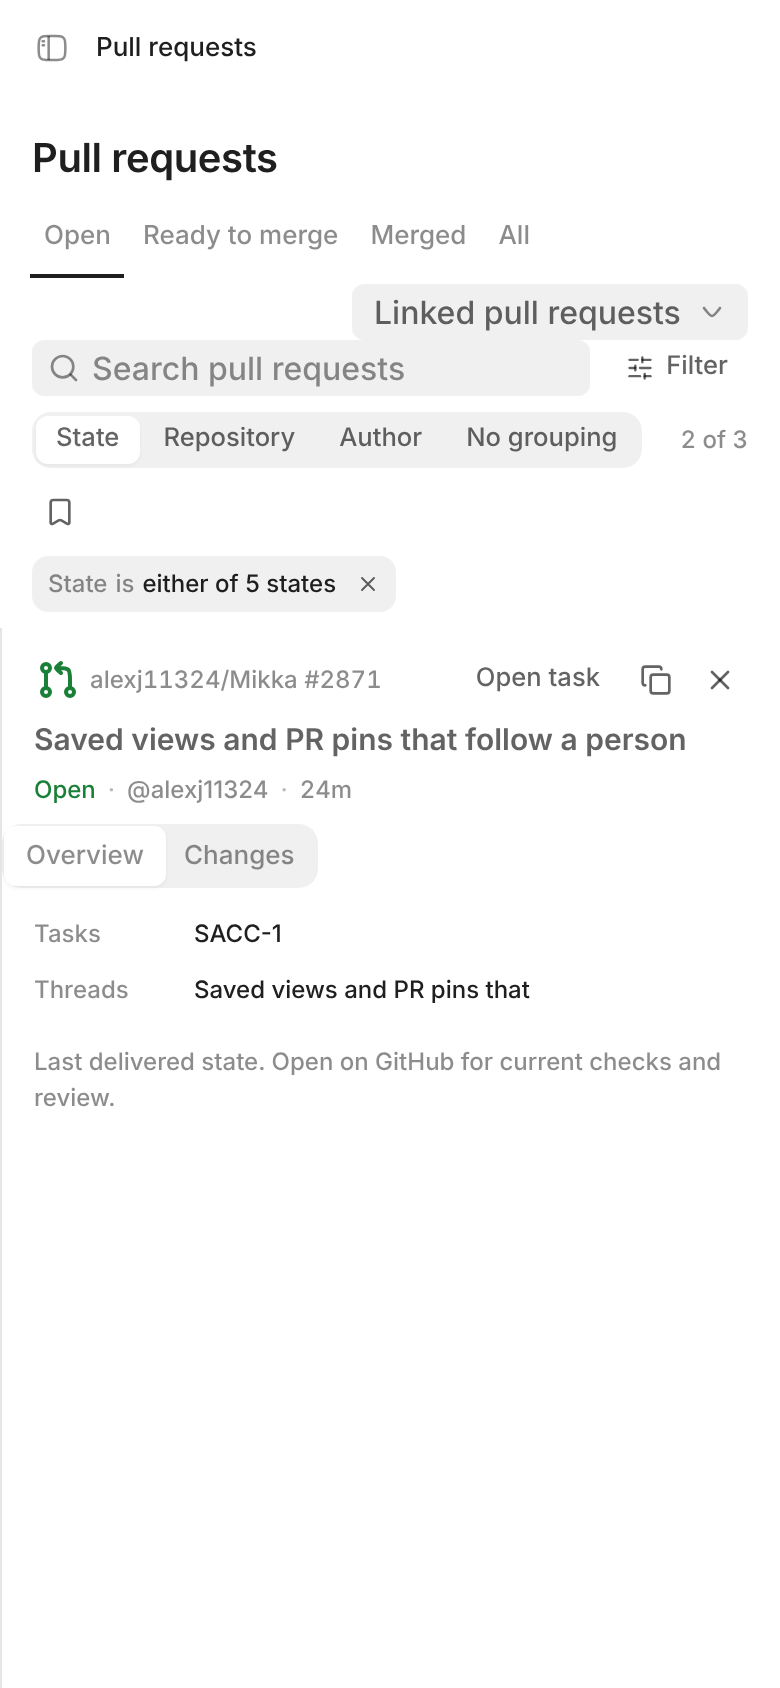 Pull requests
Pull requests
Open Ready to merge Merged All
Linked pull requests
Search pull requests Filter
State Repository Author No grouping 2 of 3
State is either of 5 states
alexj11324/Mikka #2871 Open task
Saved views and PR pins that follow a person
Open · @alexj11324 · 24m
Overview Changes
Tasks SACC-1
Threads Saved views and PR pins that
Last delivered state. Open on GitHub for current checks and
review.